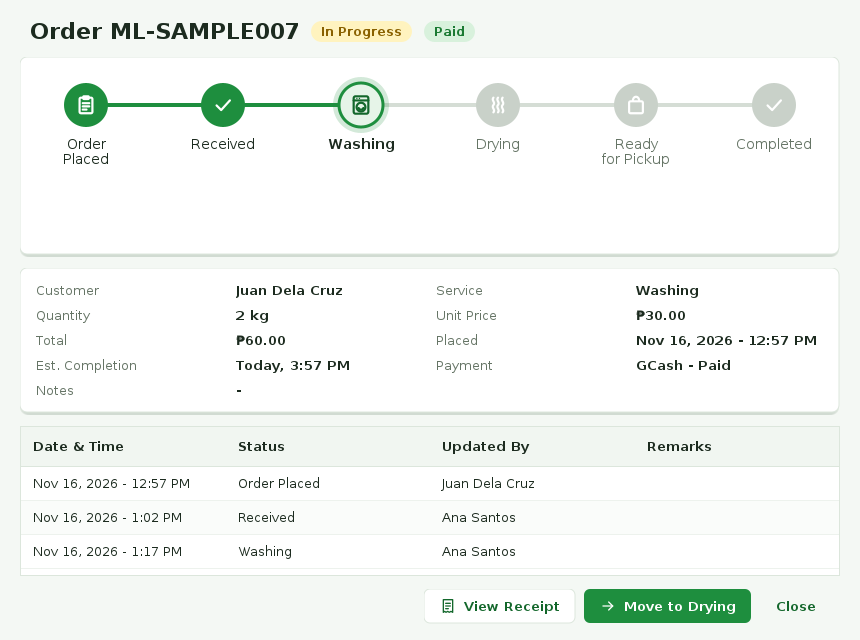 Order ML-SAMPLE007 In Progress Paid
Order
Placed
Received
Washing
Drying
Ready
for Pickup
Completed
Customer Juan Dela Cruz Service Washing
Quantity 2 kg Unit Price ₱30.00
Total ₱60.00 Placed Nov 16, 2026 - 12:57 PM
Est. Completion Today, 3:57 PM Payment GCash - Paid
Notes -
Date & Time Status Updated By Remarks
Nov 16, 2026 - 12:57 PM Order Placed Juan Dela Cruz
Nov 16, 2026 - 1:02 PM Received Ana Santos
Nov 16, 2026 - 1:17 PM Washing Ana Santos
View Receipt Move to Drying Close